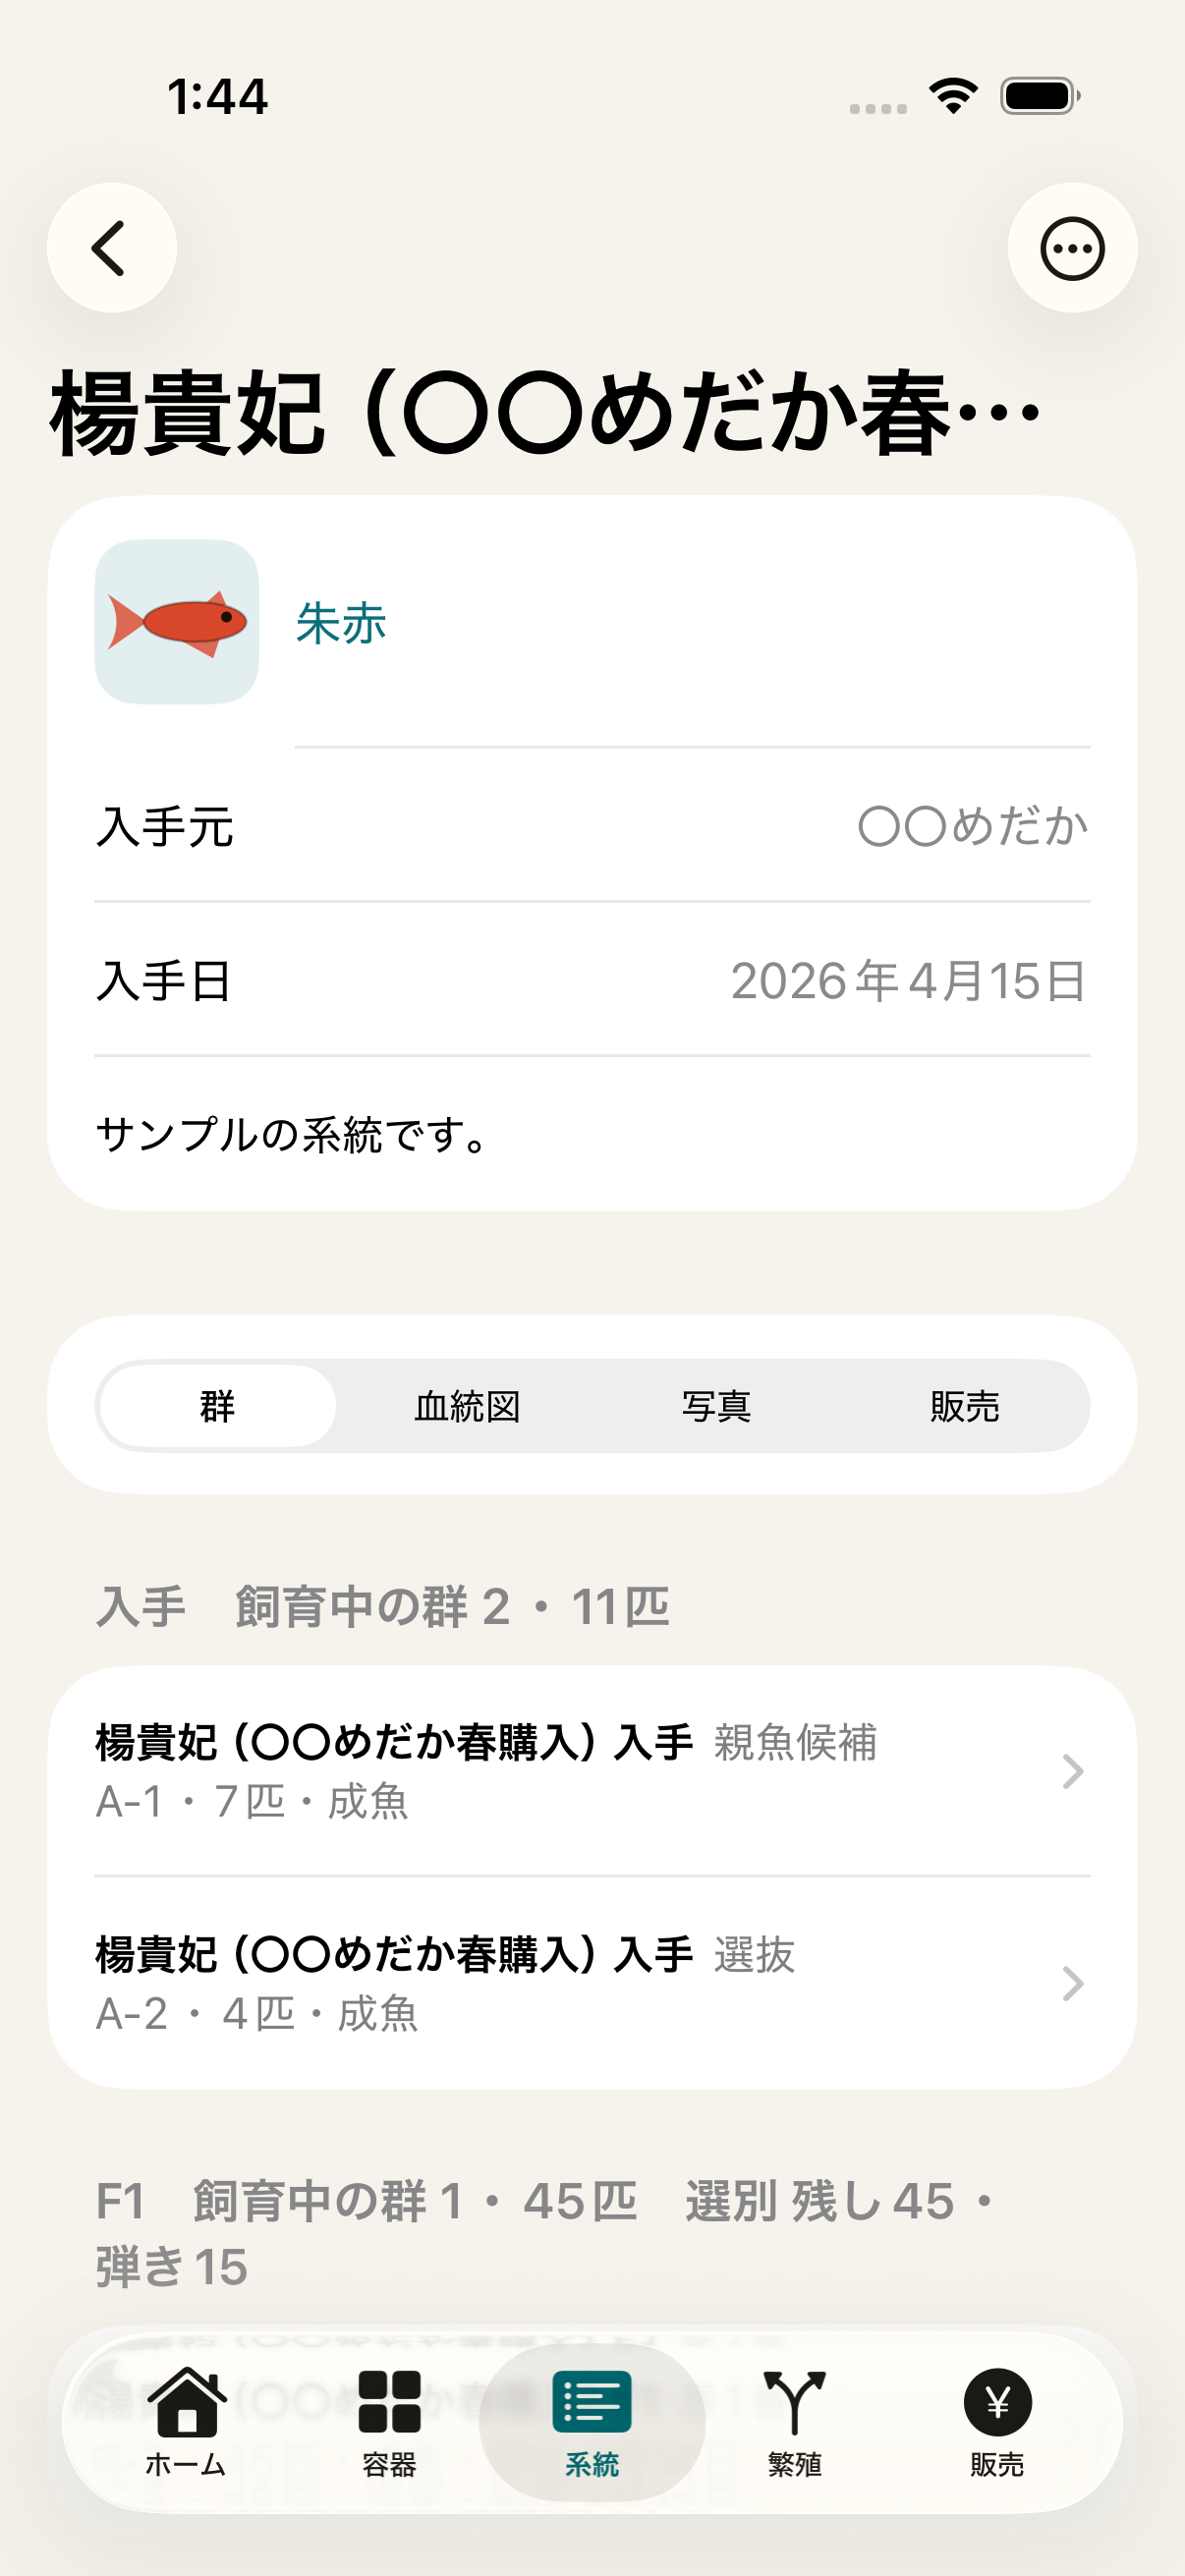 1:44
楊貴妃（〇〇めだか春…
朱赤
入手元 〇〇めだか
入手日 2026年4月15日
サンプルの系統です。
群 血統図 写真 販売
入手 飼育中の群 2・11匹
楊貴妃（〇〇めだか春購入）入手 親魚候補
A-1・7匹・成魚
楊貴妃（〇〇めだか春購入）入手 選抜
A-2・4匹・成魚
F1 飼育中の群 1・45匹 選別 残し45・
弾き15
ホーム 容器 系統 繁殖 販売